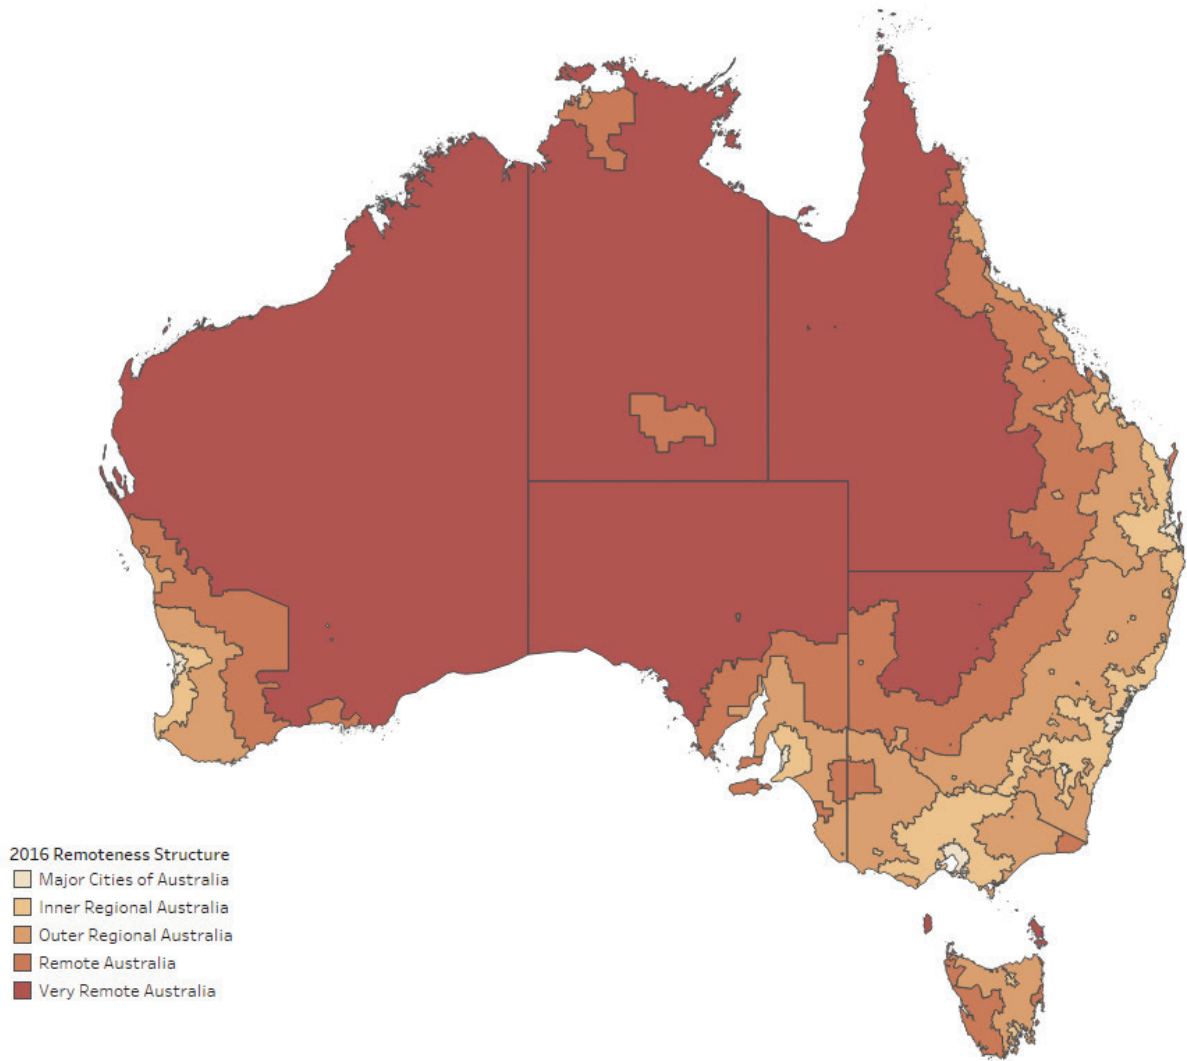 2016 Remoteness Structure
Major Cities of Australia
Inner Regional Australia
Outer Regional Australia
Remote Australia
Very Remote Australia